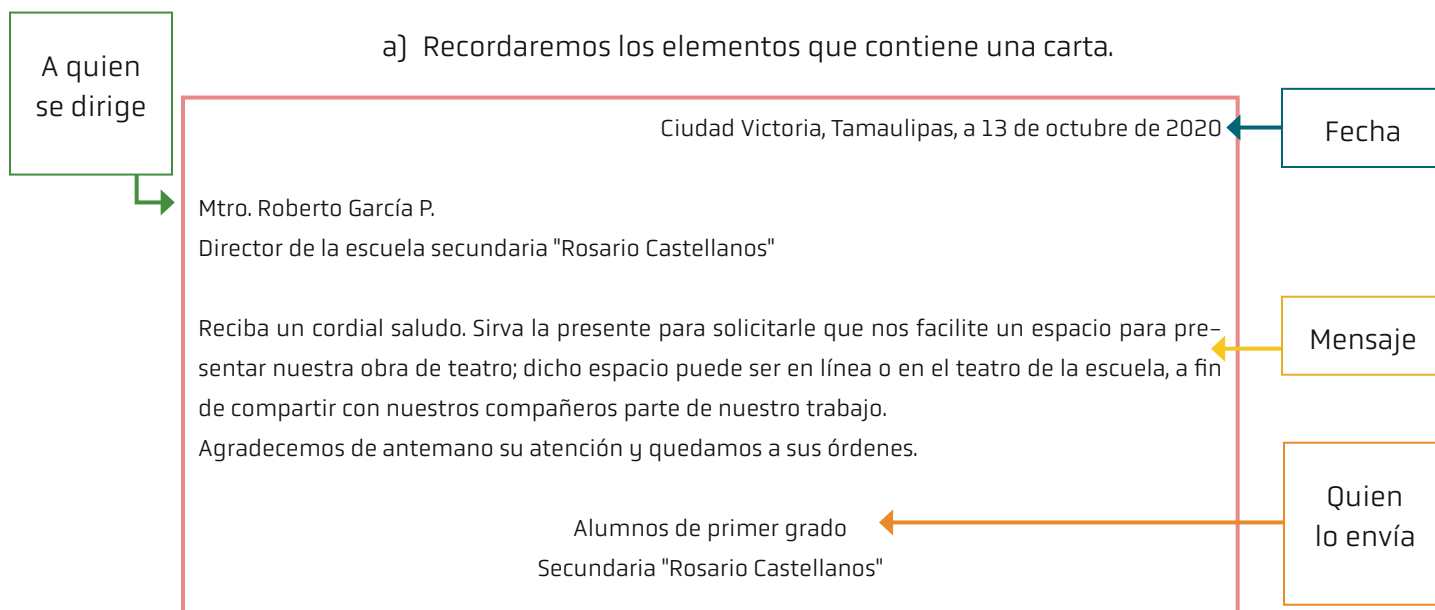 a) Recordaremos los elementos que contiene una carta.
A quien
se dirige
Ciudad Victoria, Tamaulipas, a 13 de octubre de 2020
Fecha
Mtro. Roberto García P.
Director de la escuela secundaria "Rosario Castellanos"
Reciba un cordial saludo. Sirva la presente para solicitarle que nos facilite un espacio para pre-
sentar nuestra obra de teatro; dicho espacio puede ser en línea o en el teatro de la escuela, a fin
de compartir con nuestros compañeros parte de nuestro trabajo.
Agradecemos de antemano su atención y quedamos a sus órdenes.
Mensaje
Alumnos de primer grado
Secundaria "Rosario Castellanos"
Quien
lo envía